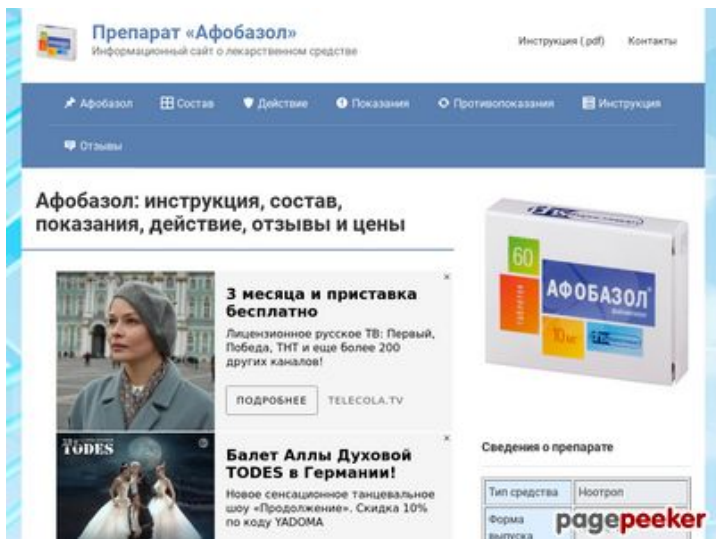 Препарат «Афобазол»
Информационный сайт о лекарственном средстве
Инструкция (.pdf)
Контакты
Афобазол
Состав
Действие
Показания
Противопоказания
Инструкция
Отзывы
Афобазол: инструкция, состав,
показания, действие, отзывы и цены
60
таблеток
АФОБАЗОЛ
10 мг
3 месяца и приставка
бесплатно
Лицензионное русское ТВ: Первый,
Победа, ТНТ и еще более 200
других каналов!
ПОДРОБНЕЕ
TELECOLA.TV
TODES
Балет Аллы Духовой
TODES в Германии!
Новое сенсационное танцевальное
шоу «Продолжение». Скидка 10%
по коду YADOMA
Сведения о препарате
Тип средства
Ноотроп
Форма
выпуска
pagepeeker